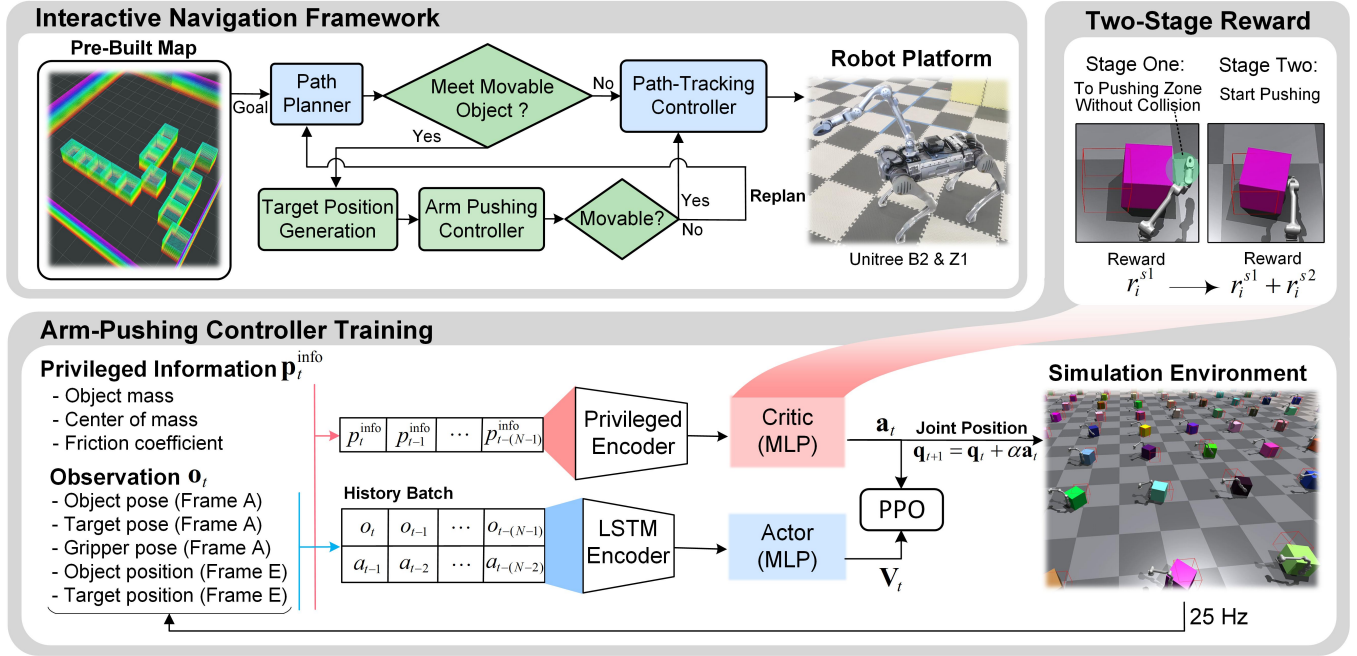 Interactive Navigation Framework
Pre-Built Map
Goal
Path
Planner
Meet Movable
Object ?
No
Yes
Path-Tracking
Controller
Target Position
Generation
Arm Pushing
Controller
Movable?
Yes
No
Replan
Robot Platform
Unitree B2 & Z1
Two-Stage Reward
Stage One:
To Pushing Zone
Without Collision
Stage Two:
Start Pushing
Reward
r_i^{s1}
Reward
r_i^{s1} + r_i^{s2}
Arm-Pushing Controller Training
Privileged Information p_t^{info}
- Object mass
- Center of mass
- Friction coefficient
Observation o_t
- Object pose (Frame A)
- Target pose (Frame A)
- Gripper pose (Frame A)
- Object position (Frame E)
- Target position (Frame E)
p_t^{info} p_{t-1}^{info} ... p_{t-(N-1)}^{info}
Privileged
Encoder
Critic
(MLP)
History Batch
o_t o_{t-1} ... o_{t-(N-1)}
a_{t-1} a_{t-2} ... a_{t-(N-2)}
LSTM
Encoder
Actor
(MLP)
a_t
Joint Position
q_{t+1} = q_t + αa_t
PPO
V_t
Simulation Environment
25 Hz